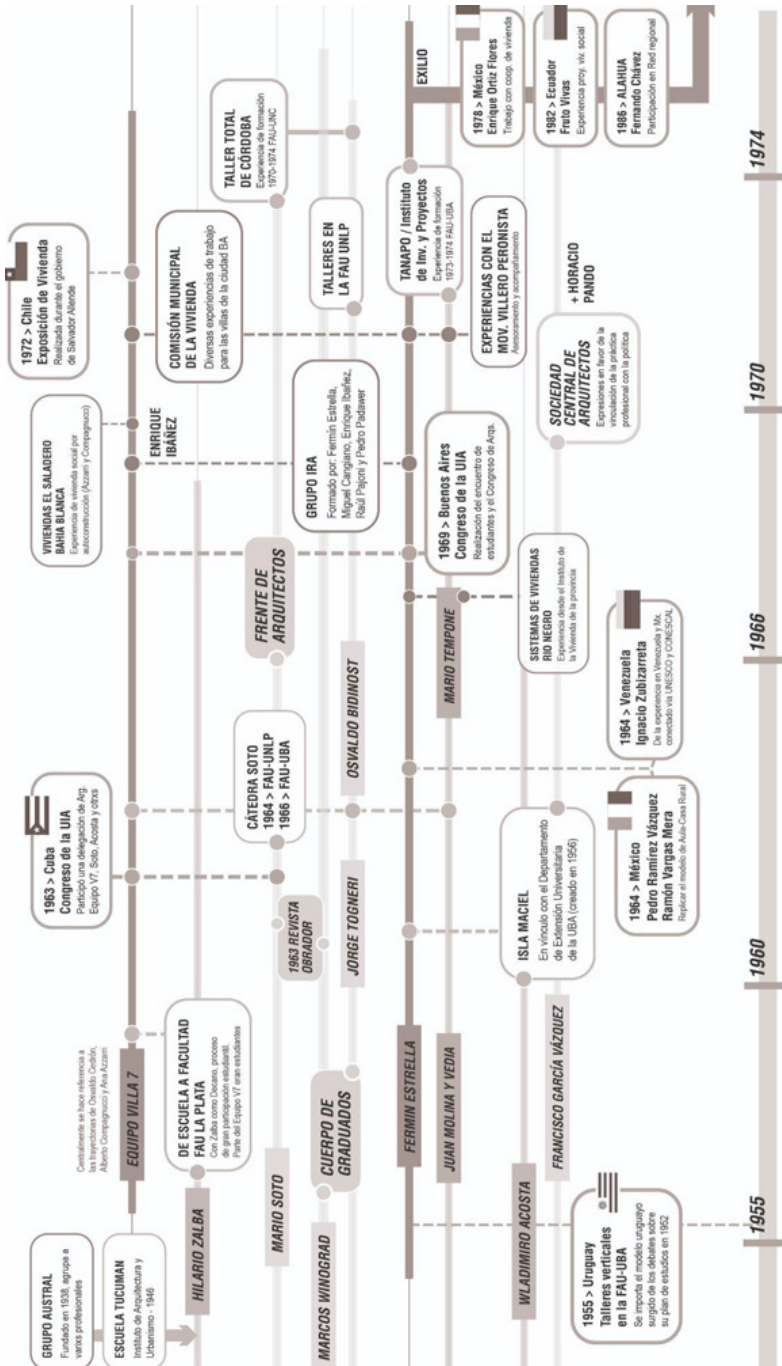 GRUPO AUSTRAL
Fundado en 1938, agrupa a
varixs profesionales
ESCUELA TUCUMAN
Instituto de Arquitectura y
Urbanismo - 1946
Centralmente se hace referencia a
las trayectorias de Osvaldo Cedrón,
Alberto Compagnucci y Ana Azzam
EQUIPO VILLA 7
1963 > Cuba
Congreso de la UIA
Participó una delegación de Arg.
Equipo V7, Soto, Acosta y otrxs
VIVIENDAS EL SALADERO
BAHIA BLANCA
Experiencia de vivienda social por
autoconstrucción (Azzam y Compagnuco)
1972 > Chile
Exposición de Vivienda
Realizada durante el gobierno
de Salvador Allende
ENRIQUE
IBAÑEZ
HILARIO ZALBA
DE ESCUELA A FACULTAD
FAU LA PLATA
Con Zalba como Decano, proceso
de gran participación estudiantil.
Parte del Equipo V7 eran estudiantes
COMISIÓN MUNICIPAL
DE LA VIVIENDA
Diversas experiencias de trabajo
para las villas de la ciudad BA
TALLER TOTAL
DE CÓRDOBA
Experiencia de formación
1970-1974 FAU-UNC
MARIO SOTO
1963 REVISTA
OBRADOR
CÁTEDRA SOTO
1964 > FAU-UNLP
1966 > FAU-UBA
FRENTE DE
ARQUITECTOS
MARCOS WINOGRAD
CUERPO DE
GRADUADOS
JORGE TOGNERI
OSVALDO BIDINOST
GRUPO IRA
Formado por: Fermín Estrella,
Miguel Cangiano, Enrique Ibañez,
Raúl Pajoni y Pedro Padawer
TALLERES EN
LA FAU UNLP
FERMIN ESTRELLA
EXILIO
JUAN MOLINA Y VEDIA
MARIO TEMPONE
1969 > Buenos Aires
Congreso de la UIA
Realización del encuentro de
estudiantes y el Congreso de Arqs.
TANAPO / Instituto
de Inv. y Proyectos
Experiencia de formación
1973-1974 FAU-UBA
EXPERIENCIAS CON EL
MOV. VILLERO PERONISTA
Asesoramiento y acompañamiento
1978 > México
Enrique Ortiz Flores
Trabajo con coop. de vivienda
1982 > Ecuador
Fruto Vivas
Experiencia proy. viv. social
1986 > ALAHUA
Fernando Chávez
Participación en Red regional
WLADIMIRO ACOSTA
ISLA MACIEL
En vínculo con el Departamento
de Extensión Universitaria
de la UBA (creado en 1956)
SISTEMAS DE VIVIENDAS
RIO NEGRO
Experiencia desde el Instituto de
la Vivienda de la provincia
FRANCISCO GARCÍA VÁZQUEZ
SOCIEDAD
CENTRAL DE
ARQUITECTOS
Expresiones en favor de la
vinculación de la práctica
profesional con la política
+ HORACIO
PANDO
1955 > Uruguay
Talleres verticales
en la FAU-UBA
Se importa el modelo uruguayo
surgido de los debates sobre
su plan de estudios en 1952
1964 > México
Pedro Ramírez Vázquez
Ramón Vargas Mera
Replicar el modelo de Aula-Casa Rural
1964 > Venezuela
Ignacio Zubizarreta
De la experiencia en Venezuela y Mx.
conectado vía UNESCO y CONESCAL
1955
1960
1966
1970
1974